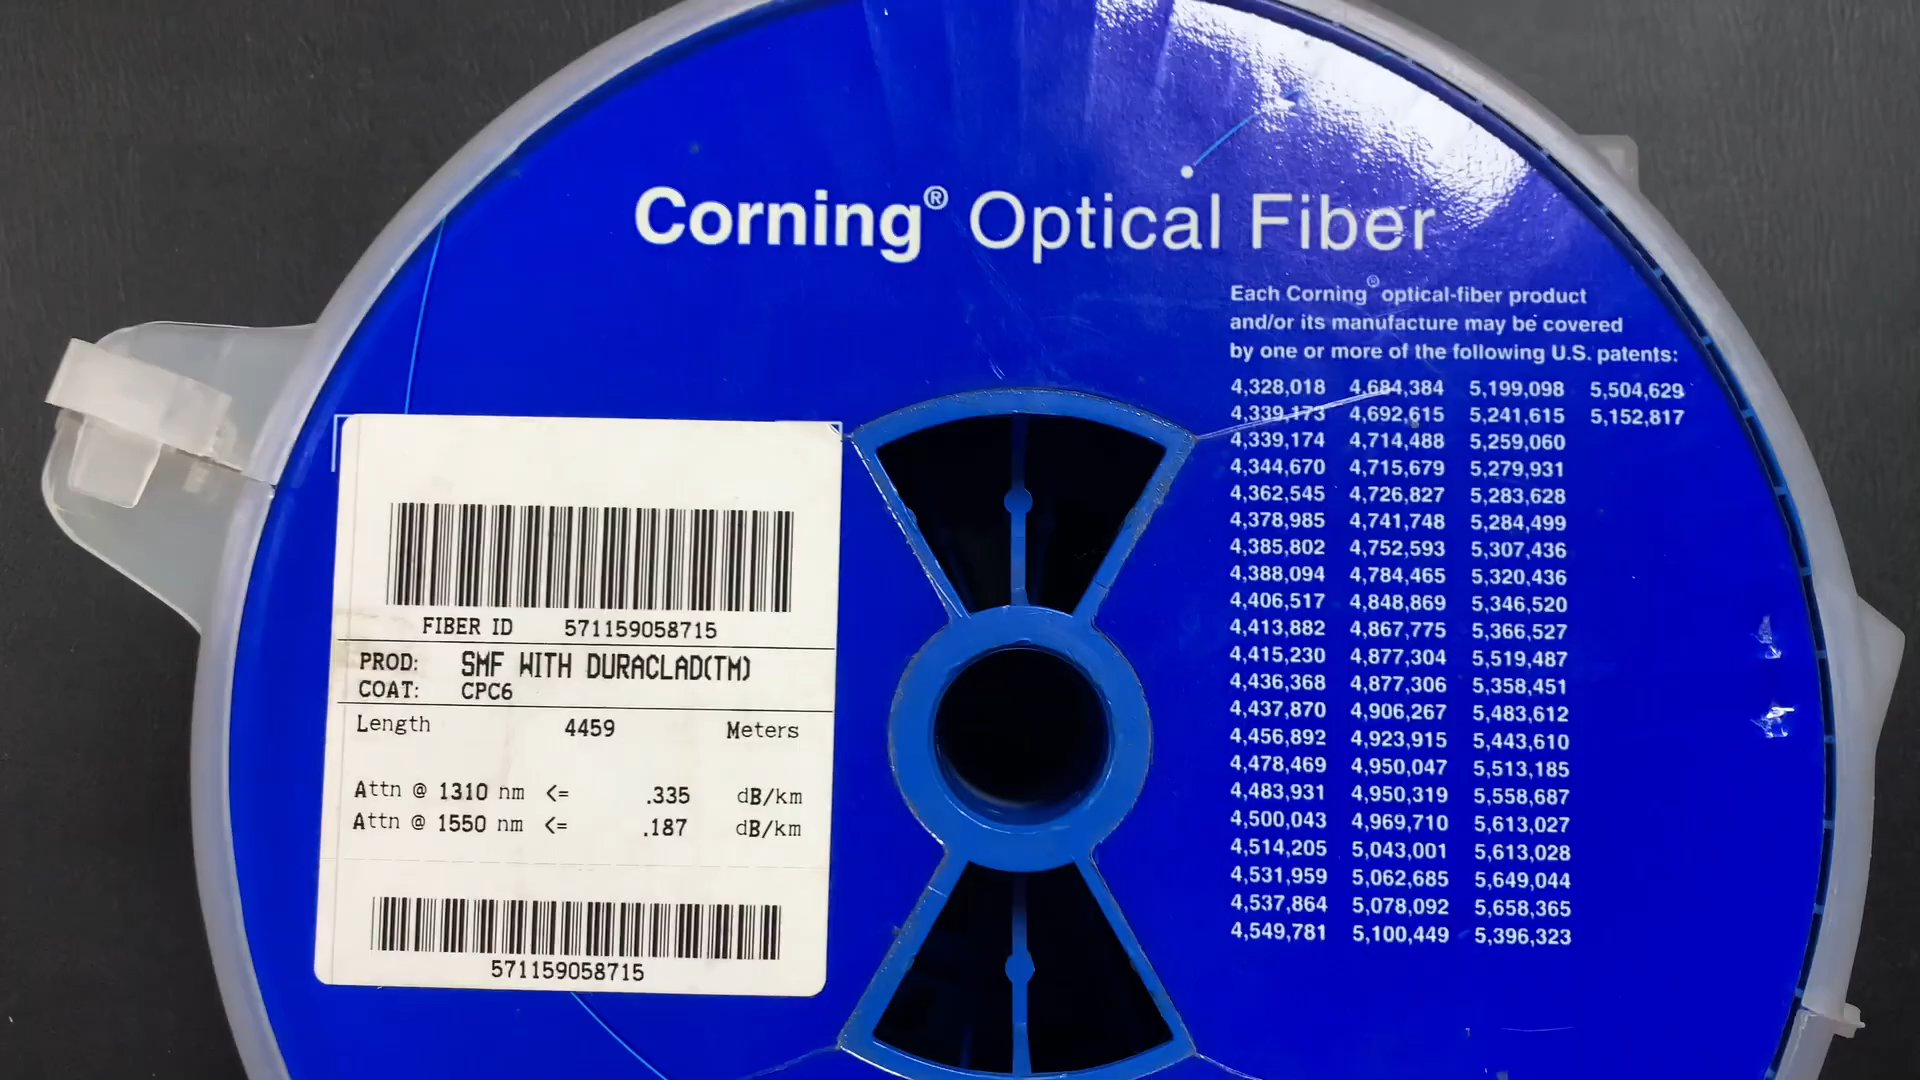 Corning® Optical Fiber
Each Corning® optical-fiber product
and/or its manufacture may be covered
by one or more of the following U.S. patents:
4,328,018 4,684,384 5,199,098 5,504,629
4,339,173 4,692,615 5,241,615 5,152,817
4,339,174 4,714,488 5,259,060
4,344,670 4,715,679 5,279,931
4,362,545 4,726,827 5,283,628
4,378,985 4,741,748 5,284,499
4,385,802 4,752,593 5,307,436
4,388,094 4,784,465 5,320,436
4,406,517 4,848,869 5,346,520
4,413,882 4,867,775 5,366,527
4,415,230 4,877,304 5,519,487
4,436,368 4,877,306 5,358,451
4,437,870 4,906,267 5,483,612
4,456,892 4,923,915 5,443,610
4,478,469 4,950,047 5,513,185
4,483,931 4,950,319 5,558,687
4,500,043 4,969,710 5,613,027
4,514,205 5,043,001 5,613,028
4,531,959 5,062,685 5,649,044
4,537,864 5,078,092 5,658,365
4,549,781 5,100,449 5,396,323
FIBER ID 571159058715
PROD: SMF WITH DURACLAD(TM)
COAT: CPC6
Length 4459 Meters
Attn @ 1310 nm <= .335 dB/km
Attn @ 1550 nm <= .187 dB/km
571159058715